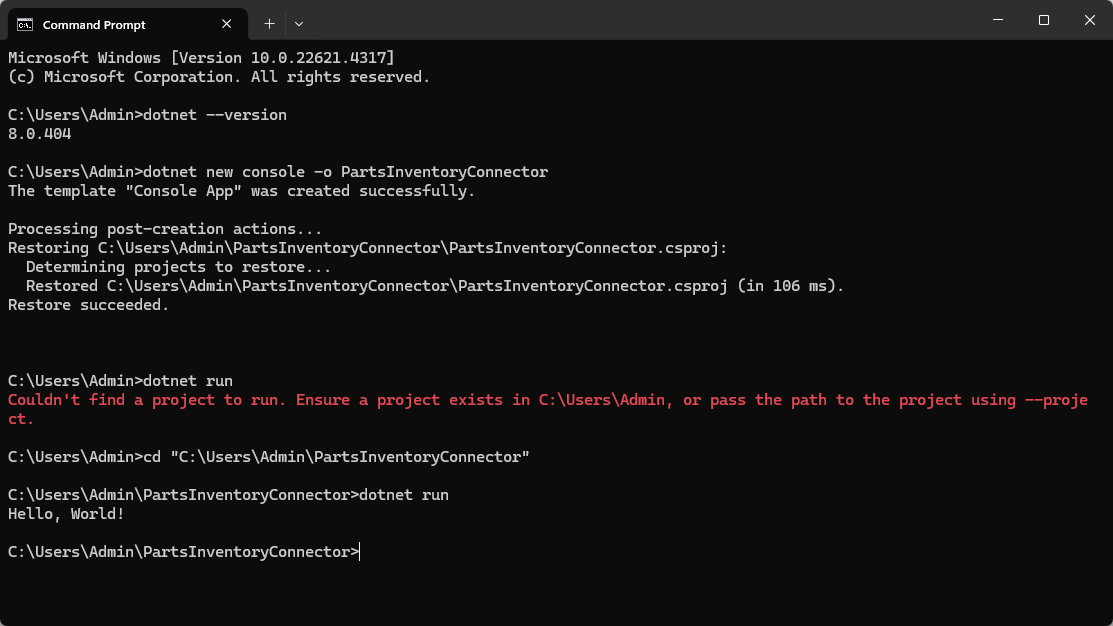 Command Prompt
Microsoft Windows [Version 10.0.22621.4317]
(c) Microsoft Corporation. All rights reserved.
C:\Users\Admin>dotnet --version
8.0.404
C:\Users\Admin>dotnet new console -o PartsInventoryConnector
The template "Console App" was created successfully.
Processing post-creation actions...
Restoring C:\Users\Admin\PartsInventoryConnector\PartsInventoryConnector.csproj:
  Determining projects to restore...
  Restored C:\Users\Admin\PartsInventoryConnector\PartsInventoryConnector.csproj (in 106 ms).
Restore succeeded.
C:\Users\Admin>dotnet run
Couldn't find a project to run. Ensure a project exists in C:\Users\Admin, or pass the path to the project using --proje
ct.
C:\Users\Admin>cd "C:\Users\Admin\PartsInventoryConnector"
C:\Users\Admin\PartsInventoryConnector>dotnet run
Hello, World!
C:\Users\Admin\PartsInventoryConnector>